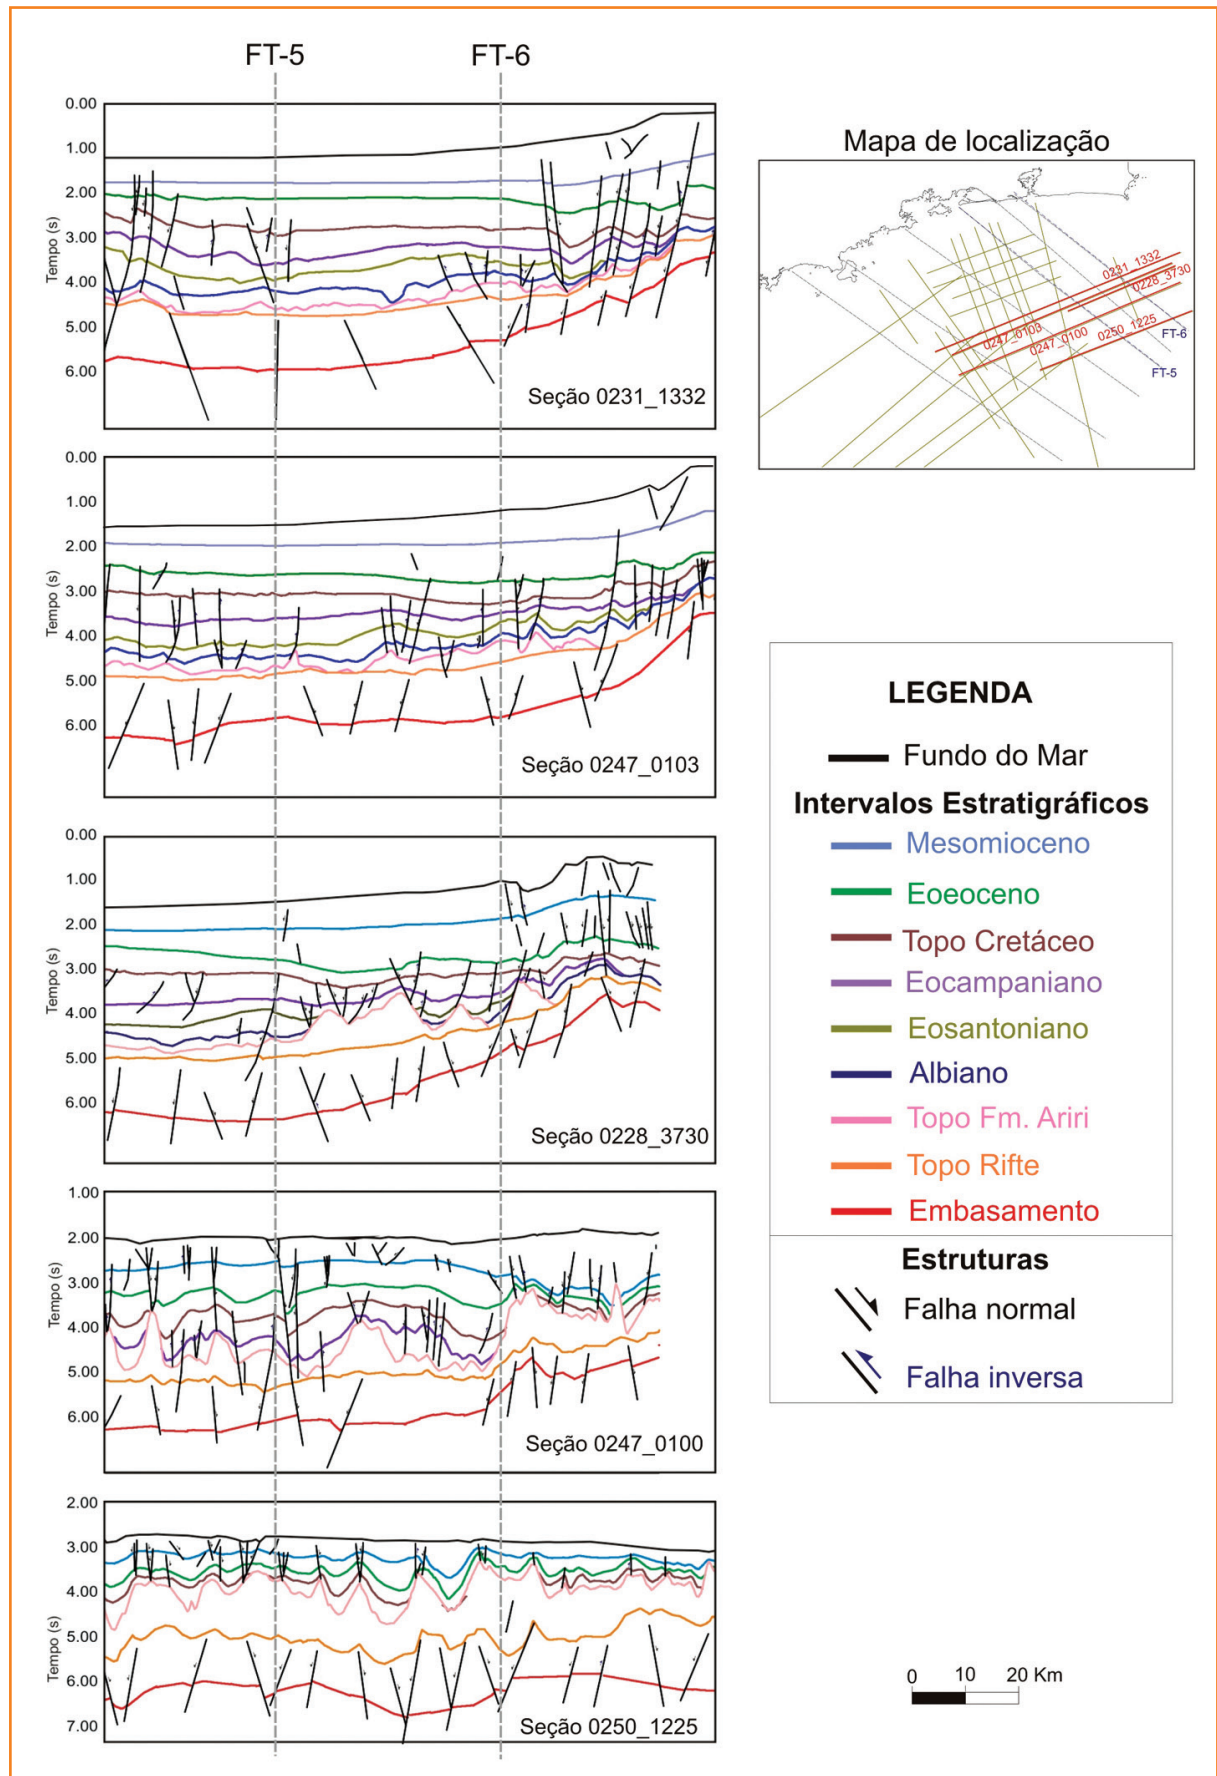 FT-5
FT-6
0.00
1.00
2.00
3.00
4.00
5.00
6.00
Tempo (s)
Seção 0231_1332
0.00
1.00
2.00
3.00
4.00
5.00
6.00
Tempo (s)
Seção 0247_0103
0.00
1.00
2.00
3.00
4.00
5.00
6.00
Tempo (s)
Seção 0228_3730
1.00
2.00
3.00
4.00
5.00
6.00
Tempo (s)
Seção 0247_0100
2.00
3.00
4.00
5.00
6.00
7.00
Tempo (s)
Seção 0250_1225
Mapa de localização
0231_1332
0228_3730
0247_0103
0247_0100
0250_1225
FT-6
FT-5
LEGENDA
Fundo do Mar
Intervalos Estratigráficos
Mesomioceno
Eoeoceno
Topo Cretáceo
Eocampaniano
Eosantoniano
Albiano
Topo Fm. Ariri
Topo Rifte
Embasamento
Estruturas
Falha normal
Falha inversa
0 10 20 Km